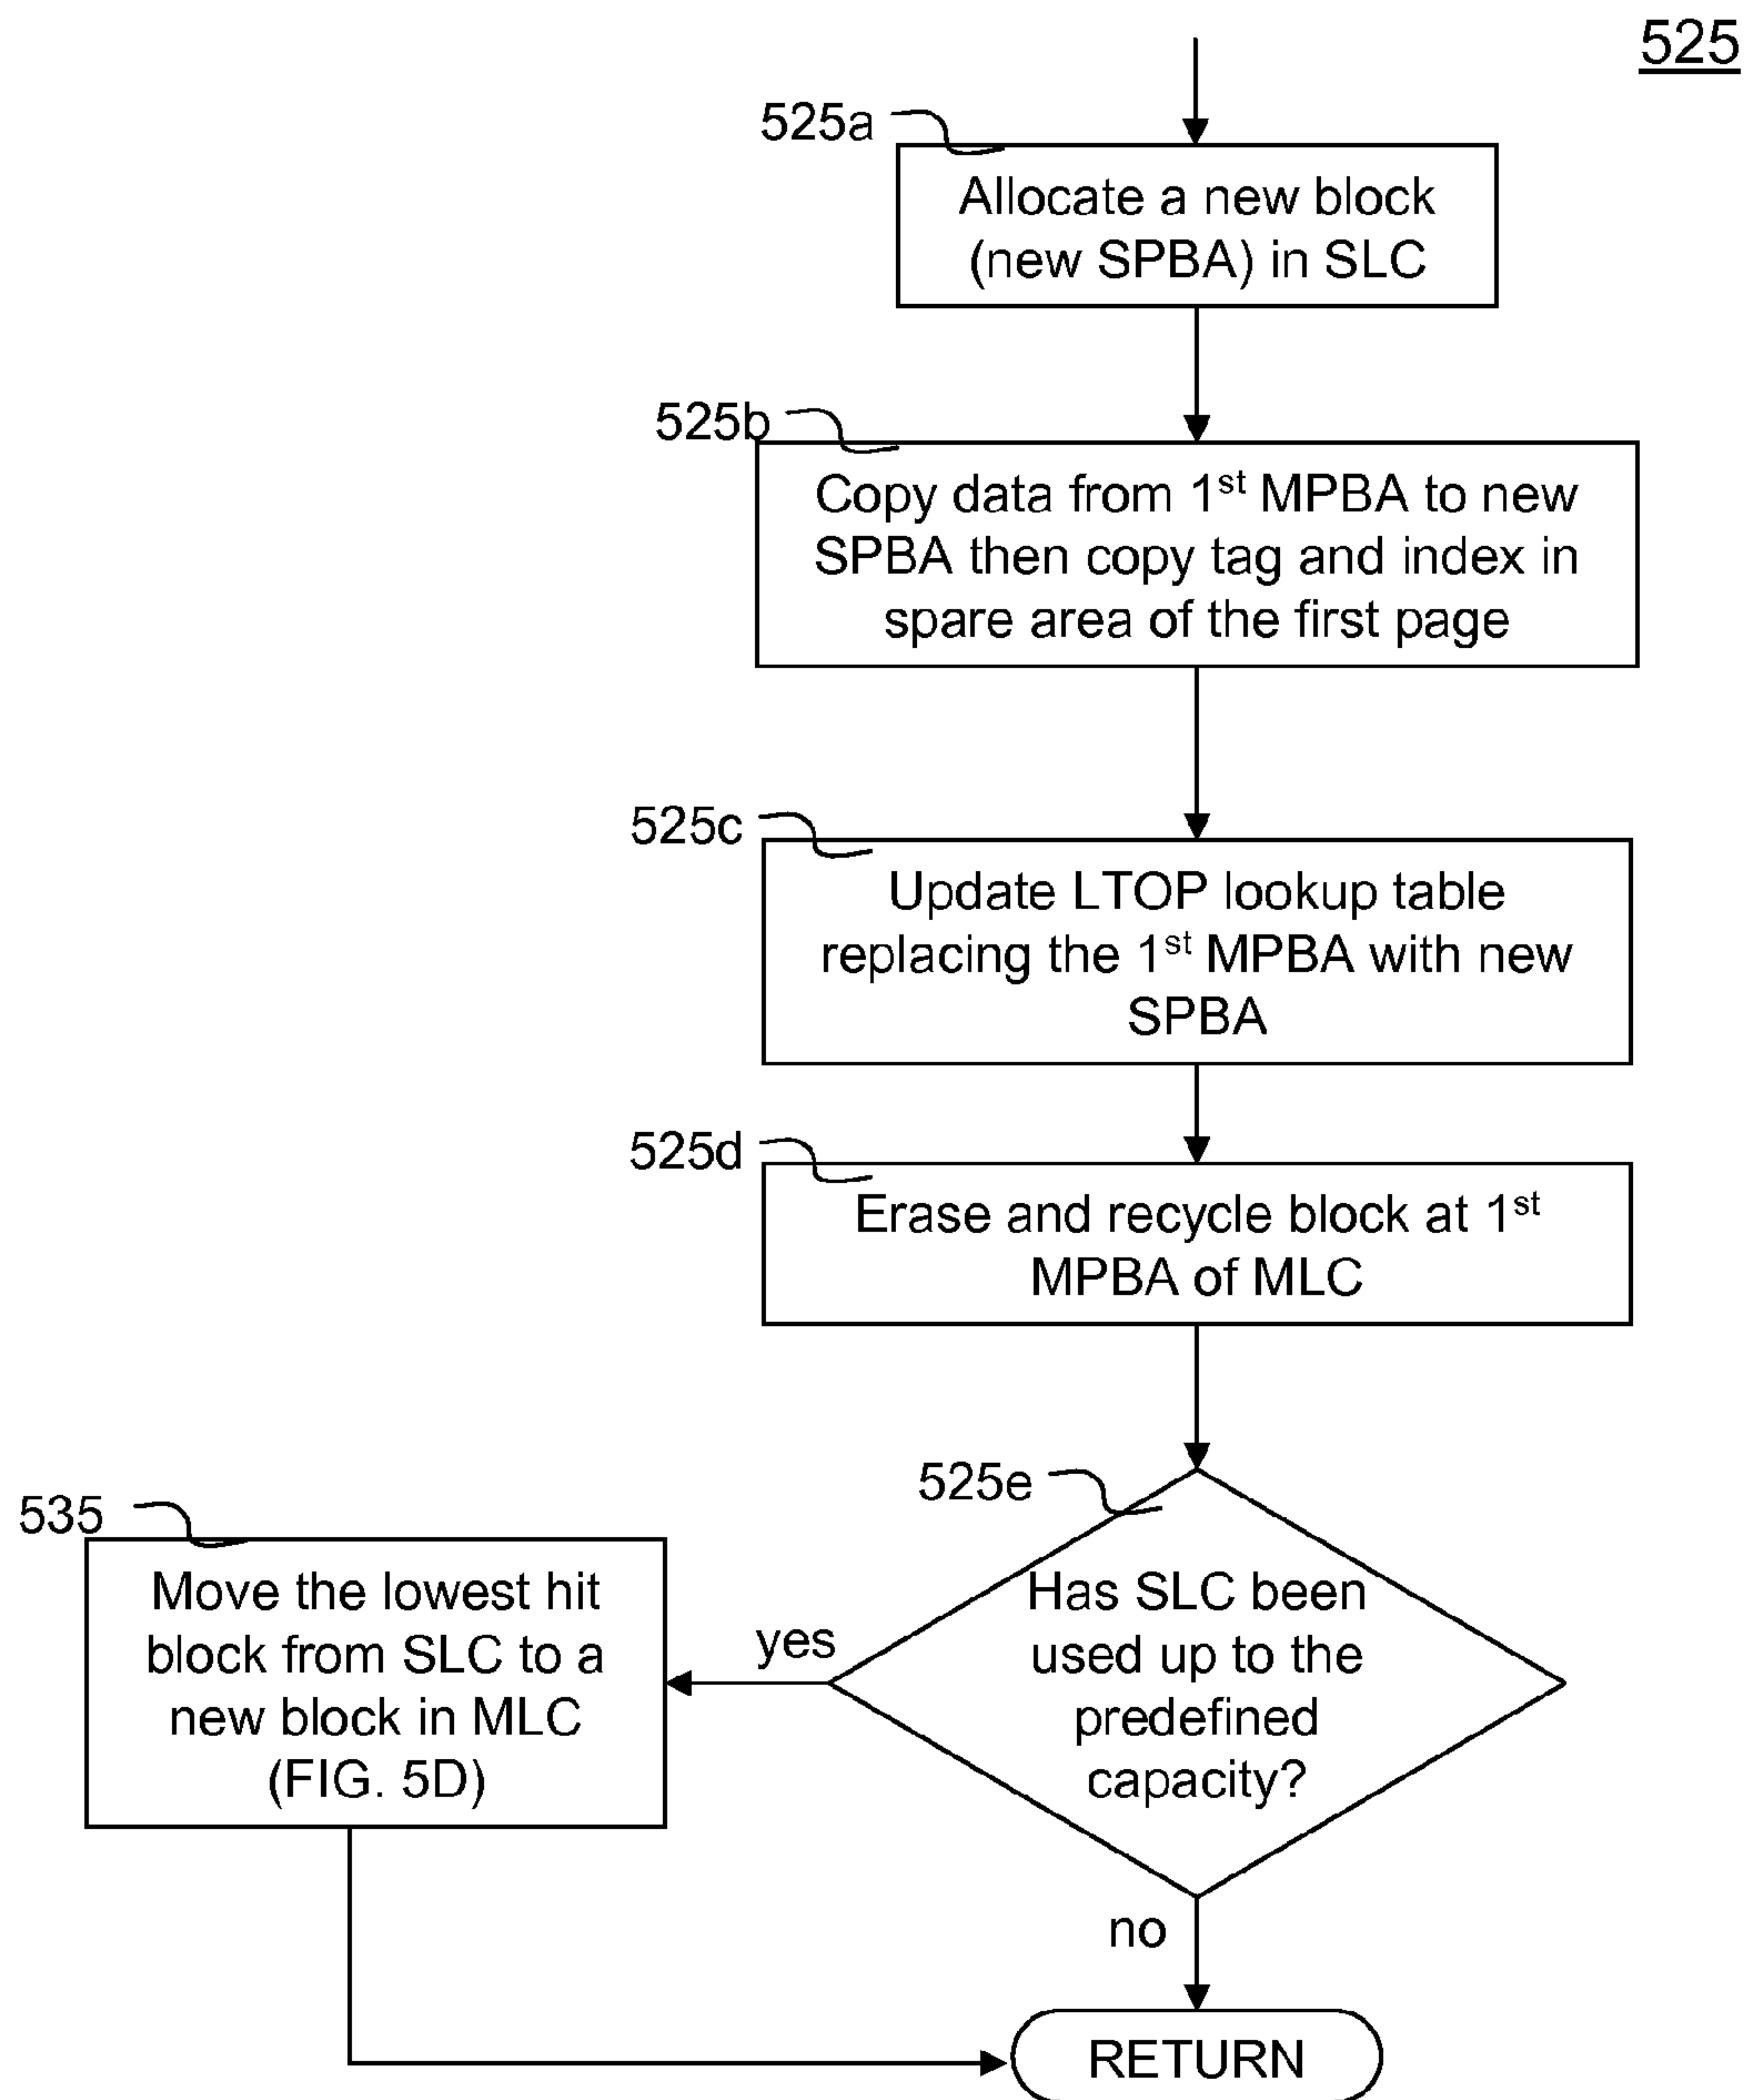 525
525a
Allocate a new block
(new SPBA) in SLC
525b
Copy data from 1st MPBA to new
SPBA then copy tag and index in
spare area of the first page
525c
Update LTOP lookup table
replacing the 1st MPBA with new
SPBA
525d
Erase and recycle block at 1st
MPBA of MLC
525e
Has SLC been
used up to the
predefined
capacity?
yes
535
Move the lowest hit
block from SLC to a
new block in MLC
(FIG. 5D)
no
RETURN